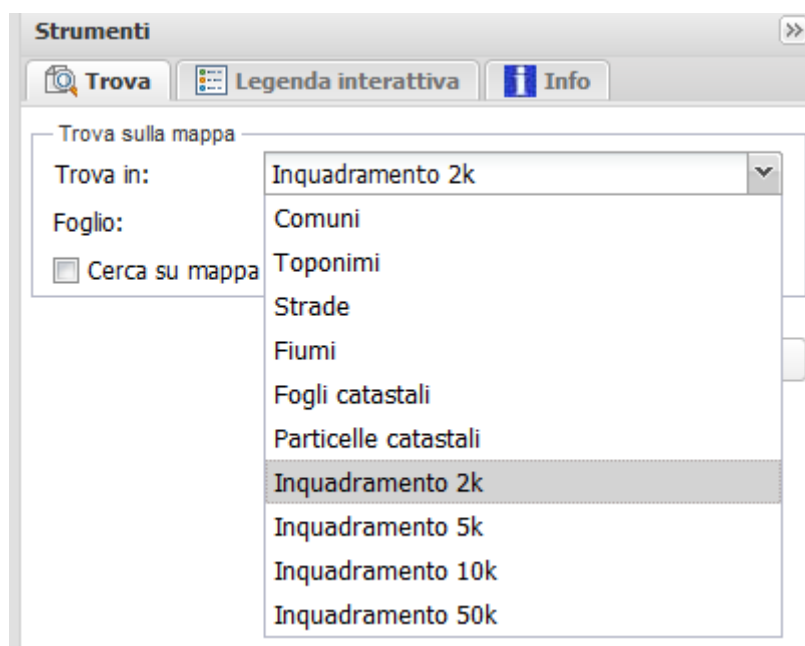 Strumenti
Trova Legenda interattiva Info
Trova sulla mappa
Trova in: Inquadramento 2k
Foglio:
Cerca su mappa
Comuni
Toponimi
Strade
Fiumi
Fogli catastali
Particelle catastali
Inquadramento 2k
Inquadramento 5k
Inquadramento 10k
Inquadramento 50k